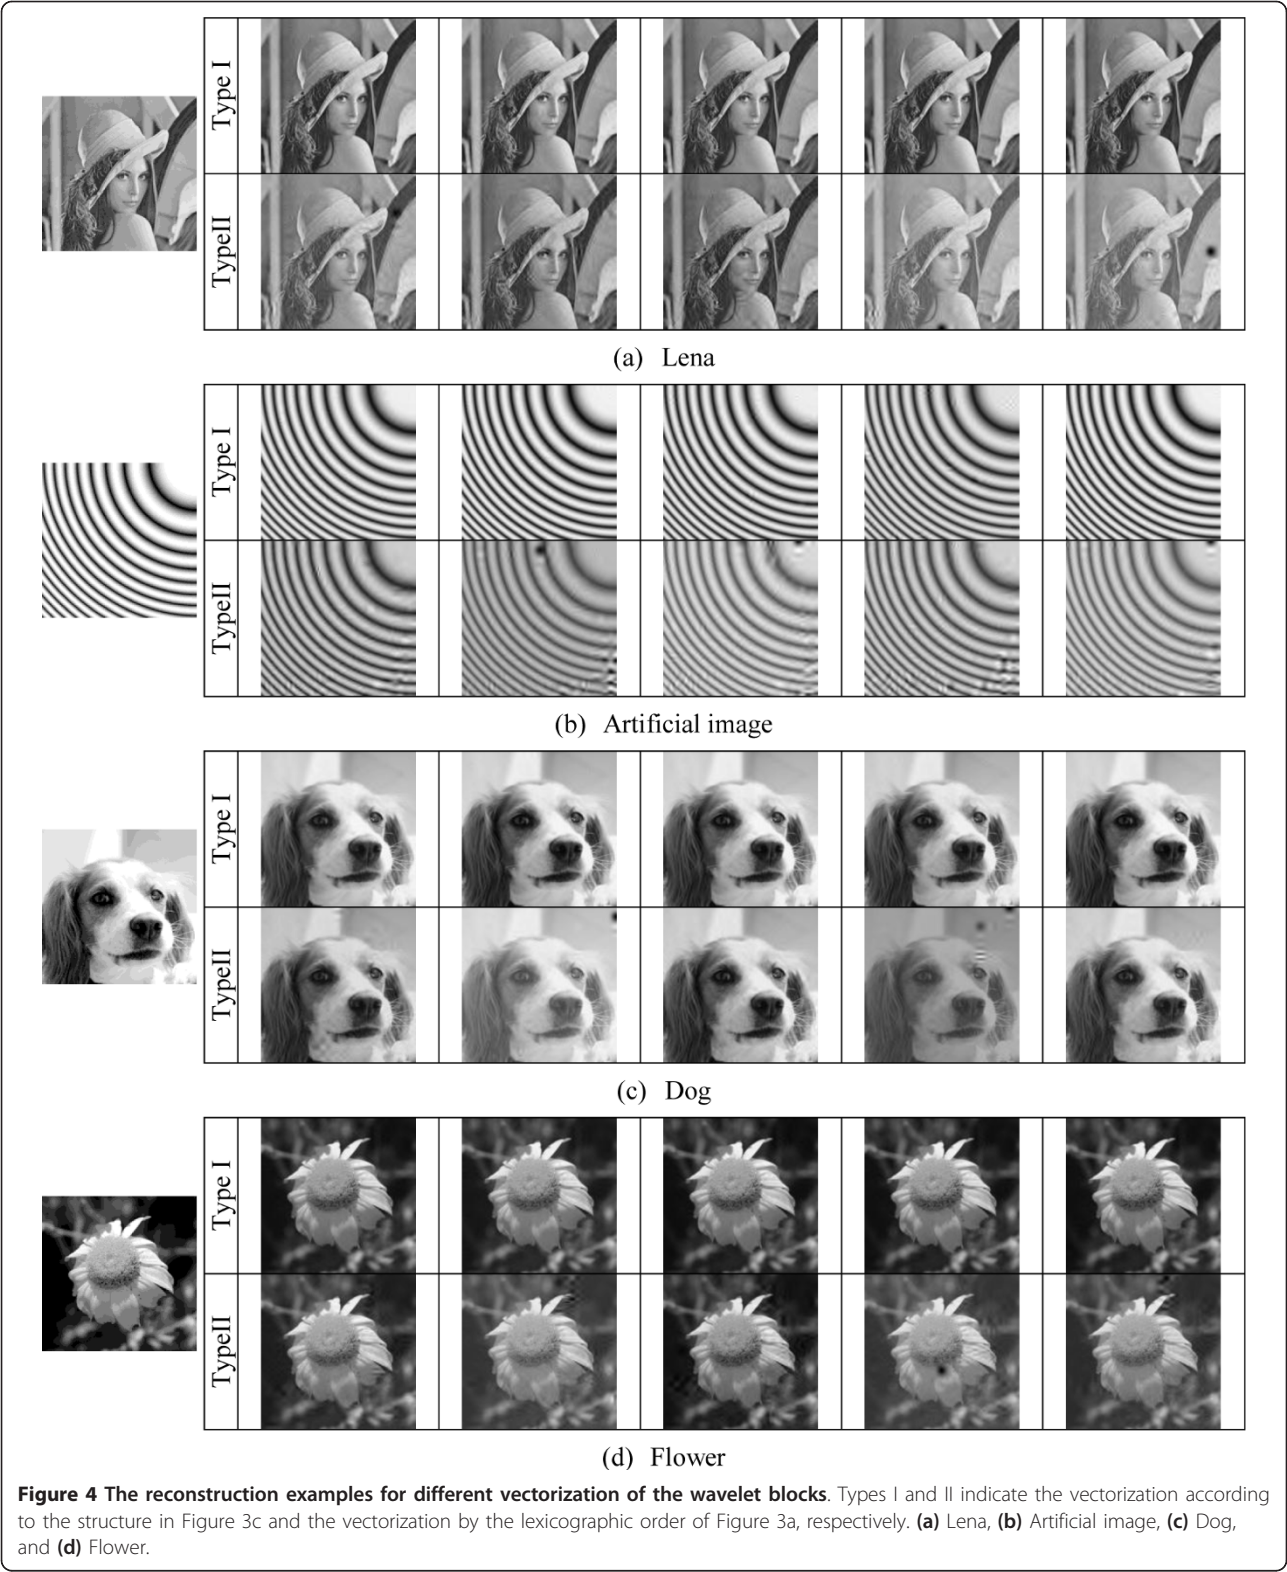 Type I
TypeII
(a) Lena
Type I
TypeII
(b) Artificial image
Type I
TypeII
(c) Dog
Type I
TypeII
(d) Flower
Figure 4 The reconstruction examples for different vectorization of the wavelet blocks. Types I and II indicate the vectorization according
to the structure in Figure 3c and the vectorization by the lexicographic order of Figure 3a, respectively. (a) Lena, (b) Artificial image, (c) Dog,
and (d) Flower.